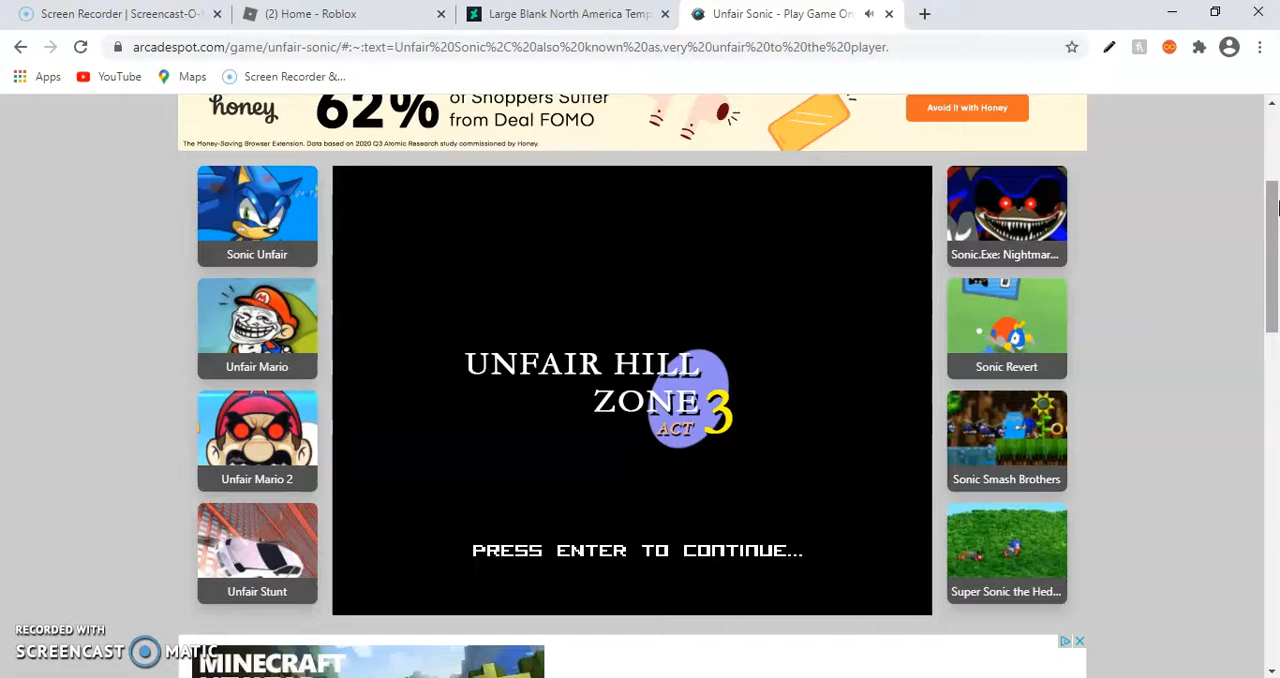 Screen Recorder | Screencast-O-M
(2) Home - Roblox
Large Blank North America Temp
Unfair Sonic - Play Game On
arcadespot.com/game/unfair-sonic/#:~:text=Unfair%20Sonic%2C%20also%20known%20as,very%20unfair%20to%20the%20player.
Apps
YouTube
Maps
Screen Recorder &...
honey
62%
of Shoppers Suffer
from Deal FOMO
Avoid it with Honey
The Money-Saving Browser Extension. Data based on 2020 Q3 Atomic Research study commissioned by Honey.
Sonic Unfair
Unfair Mario
Unfair Mario 2
Unfair Stunt
UNFAIR HILL
ZONE
ACT 3
PRESS ENTER TO CONTINUE...
Sonic.Exe: Nightmar...
Sonic Revert
Sonic Smash Brothers
Super Sonic the Hed...
RECORDED WITH
SCREENCAST MATIC
MINECRAFT